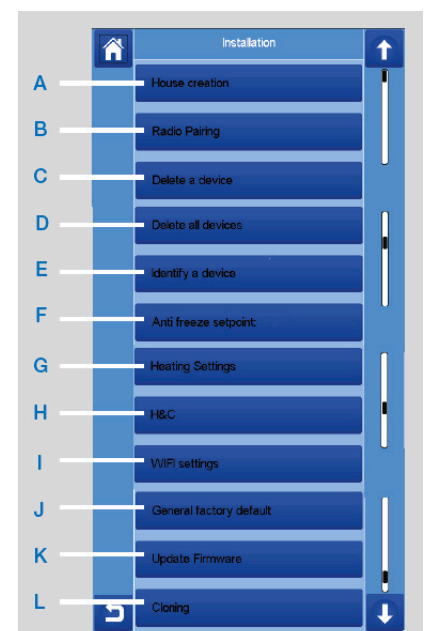 Installation
A House creation
B Radio Pairing
C Delete a device
D Delete all devices
E Identify a device
F Anti freeze setpoint:
G Heating Settings
H H&C
I WIFI settings
J General factory default
K Update Firmware
L Cloning